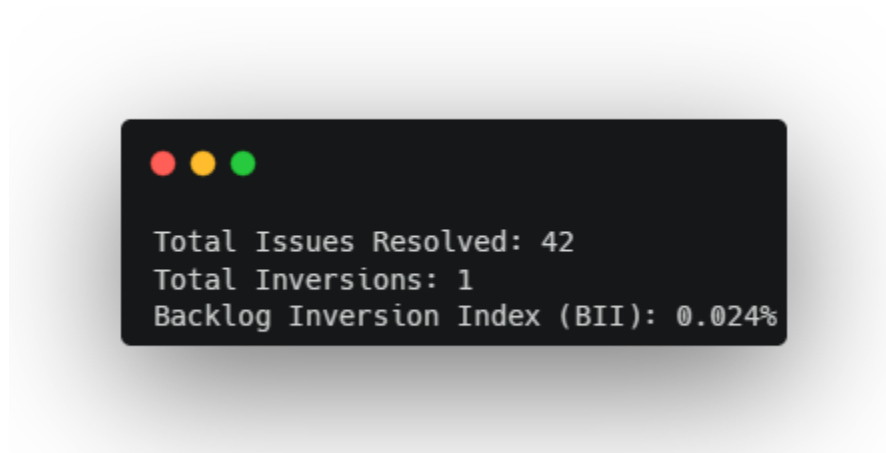 Total Issues Resolved: 42
Total Inversions: 1
Backlog Inversion Index (BII): 0.024%